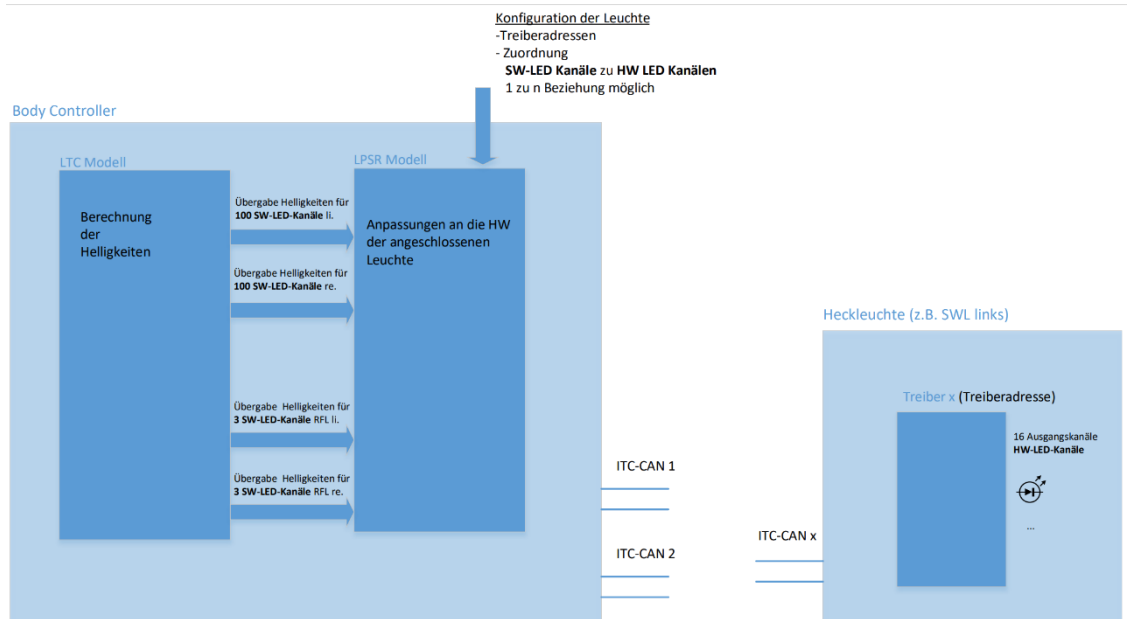 Konfiguration der Leuchte
-Treiberadressen
- Zuordnung
SW-LED Kanäle zu HW LED Kanälen
1 zu n Beziehung möglich
Body Controller
LTC Modell
Berechnung
der
Helligkeiten
Übergabe Helligkeiten für
100 SW-LED-Kanäle li.
Übergabe Helligkeiten für
100 SW-LED-Kanäle re.
Übergabe Helligkeiten für
3 SW-LED-Kanäle RFL li.
Übergabe Helligkeiten für
3 SW-LED-Kanäle RFL re.
LPSR Modell
Anpassungen an die HW
der angeschlossenen
Leuchte
ITC-CAN 1
ITC-CAN 2
ITC-CAN x
Heckleuchte (z.B. SWL links)
Treiber x (Treiberadresse)
16 Ausgangskanäle
HW-LED-Kanäle
...